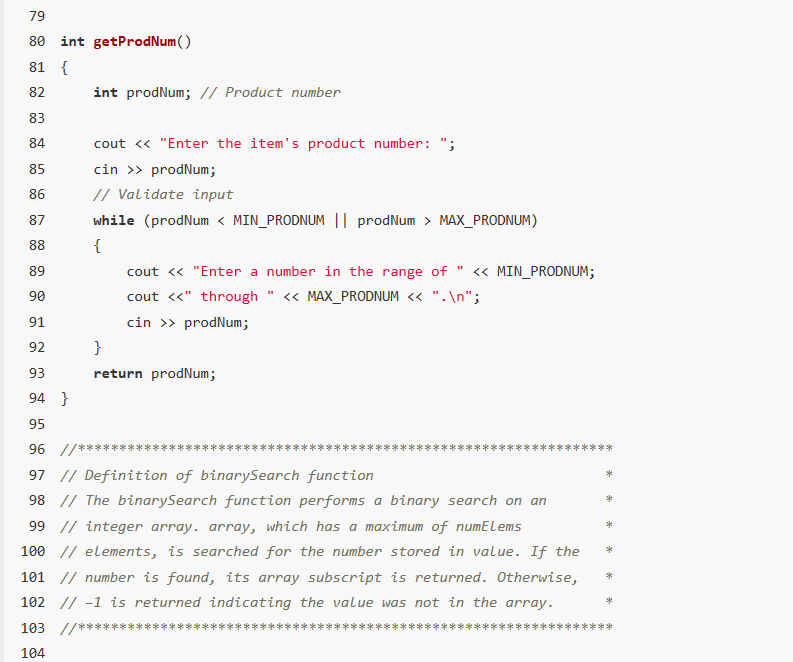 79
80 int getProdNum()
81 {
82     int prodNum; // Product number
83
84     cout << "Enter the item's product number: ";
85     cin >> prodNum;
86     // Validate input
87     while (prodNum < MIN_PRODNUM || prodNum > MAX_PRODNUM)
88     {
89         cout << "Enter a number in the range of " << MIN_PRODNUM;
90         cout <<" through " << MAX_PRODNUM << ".\n";
91         cin >> prodNum;
92     }
93     return prodNum;
94 }
95
96 //*****************************************************************
97 // Definition of binarySearch function                            *
98 // The binarySearch function performs a binary search on an       *
99 // integer array. array, which has a maximum of numElems          *
100 // elements, is searched for the number stored in value. If the   *
101 // number is found, its array subscript is returned. Otherwise,   *
102 // –1 is returned indicating the value was not in the array.      *
103 //*****************************************************************
104